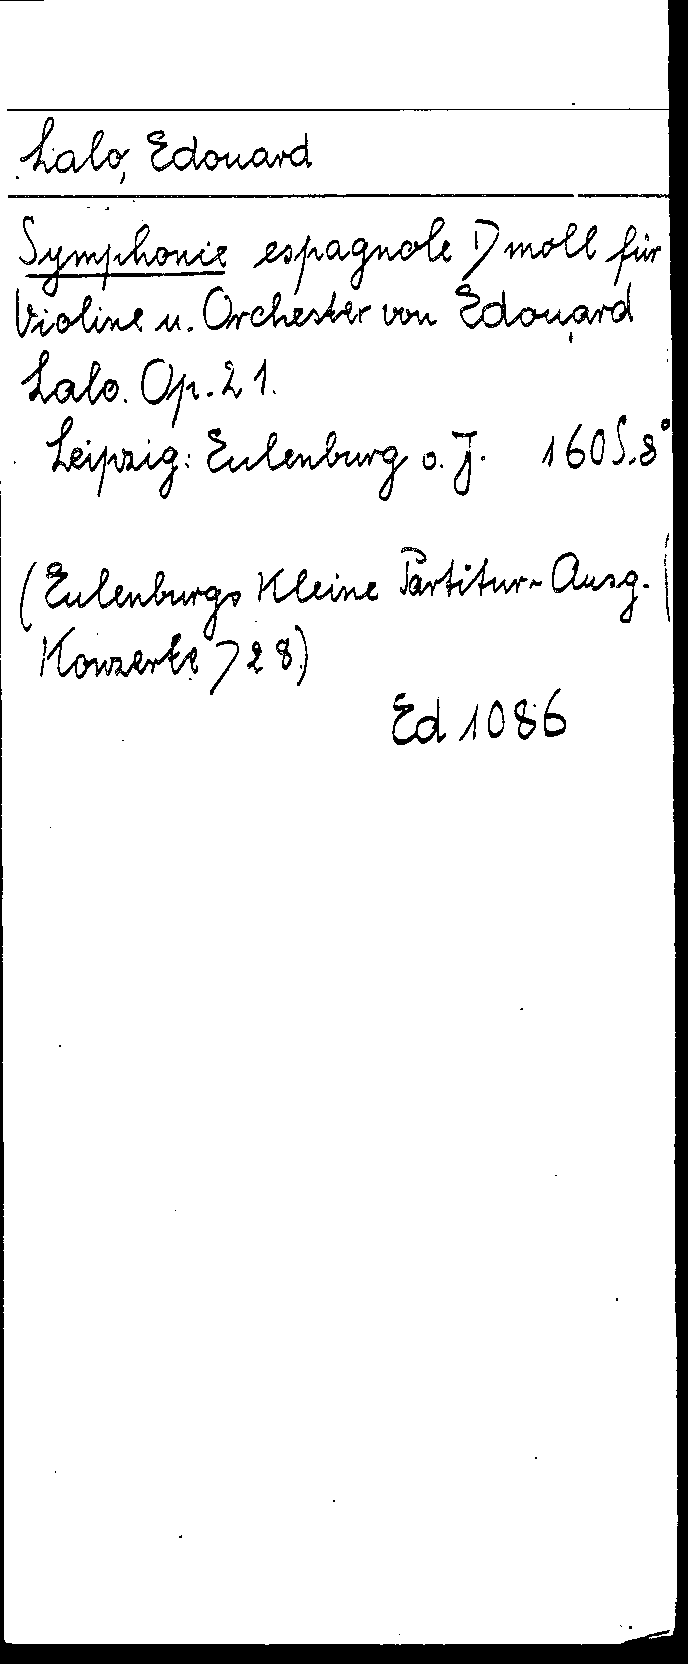 Lalo, Edouard
Symphonie espagnole D moll für
Violine u. Orchester von Edouard
Lalo. Op. 21.
Leipzig: Eulenburg o. J. 160 S. 8°
(Eulenburgs Kleine Partitur-Ausg.
Konzerte 728)
Ed 1086